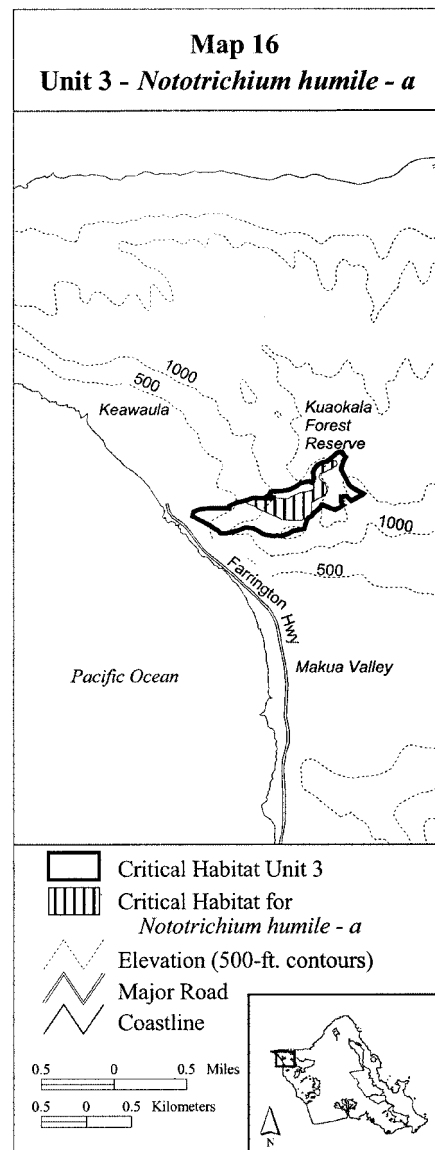 Map 16
Unit 3 - Nototrichium humile - a
1000
500
Keawaula
Kuaokala
Forest
Reserve
1000
500
Farrington Hwy
Makua Valley
Pacific Ocean
Critical Habitat Unit 3
Critical Habitat for
Nototrichium humile - a
Elevation (500-ft. contours)
Major Road
Coastline
0.5 0 0.5 Miles
0.5 0 0.5 Kilometers
N